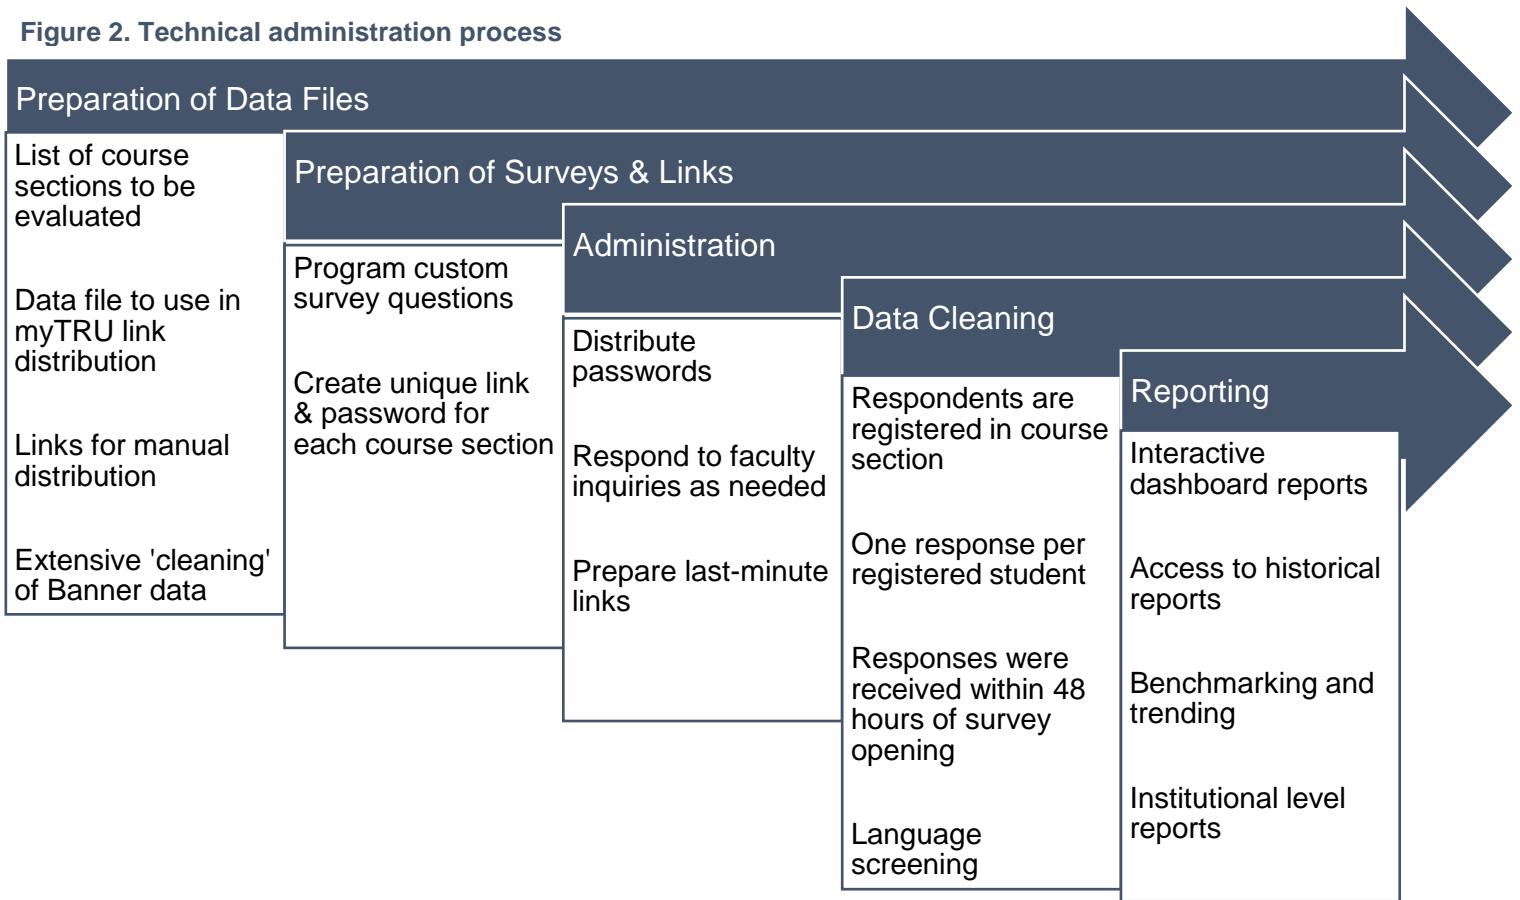 Figure 2. Technical administration process
Preparation of Data Files
List of course
sections to be
evaluated
Data file to use in
myTRU link
distribution
Links for manual
distribution
Extensive 'cleaning'
of Banner data
Preparation of Surveys & Links
Program custom
survey questions
Create unique link
& password for
each course section
Administration
Distribute
passwords
Respond to faculty
inquiries as needed
Prepare last-minute
links
Data Cleaning
Respondents are
registered in course
section
One response per
registered student
Responses were
received within 48
hours of survey
opening
Language
screening
Reporting
Interactive
dashboard reports
Access to historical
reports
Benchmarking and
trending
Institutional level
reports